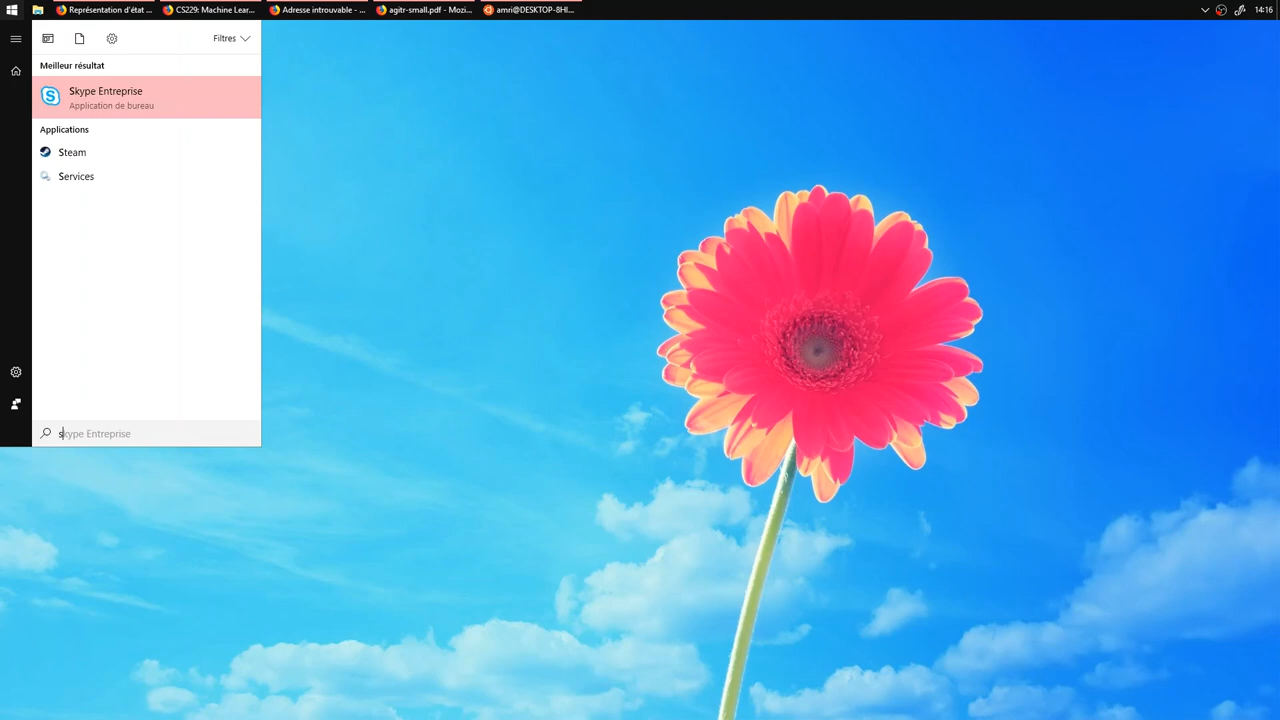 Représentation d'état ...
CS229: Machine Lear...
Adresse introuvable - ...
agitr-small.pdf - Mozi...
amri@DESKTOP-8HI...
14:16
Filtres
Meilleur résultat
Skype Entreprise
Application de bureau
Applications
Steam
Services
skype Entreprise